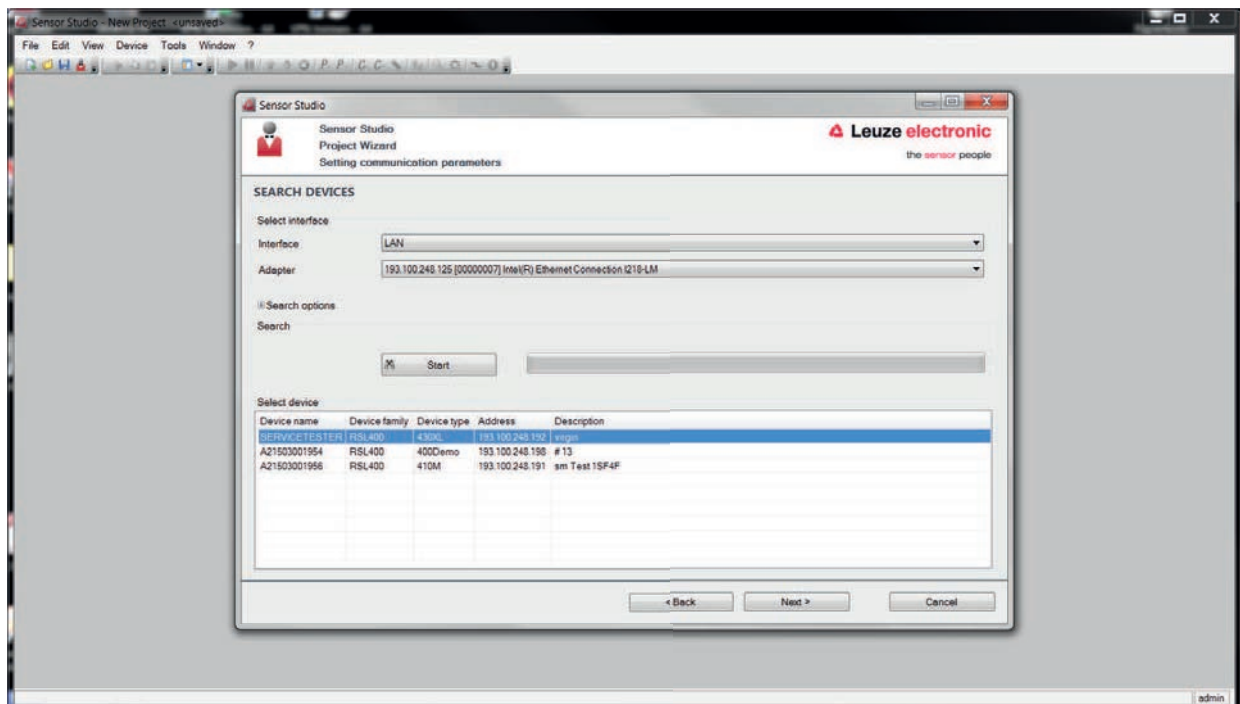 Sensor Studio - New Project <unsaved>
File Edit View Device Tools Window ?
Sensor Studio
Sensor Studio
Project Wizard
Setting communication parameters
Leuze electronic
the sensor people
SEARCH DEVICES
Select interface
Interface LAN
Adapter 193.100.248.125 [00000007] Intel(R) Ethernet Connection I218-LM
Search options
Search
Start
Select device
Device name Device family Device type Address Description
SERVICETESTER RSL400 430XL 193.100.248.192 virgin
A21503001954 RSL400 400Demo 193.100.248.198 # 13
A21503001956 RSL400 410M 193.100.248.191 sm Test 1SF4F
< Back Next > Cancel
admin